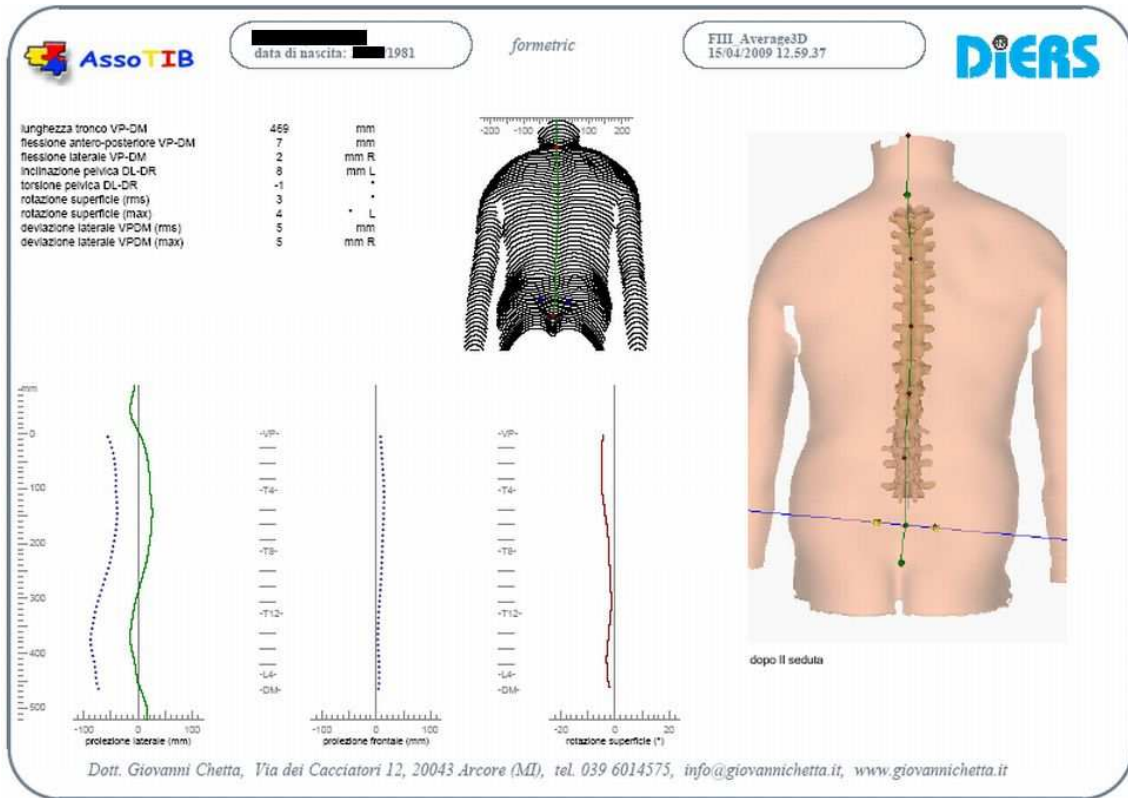 AssoTIB
data di nascita: /1981
formetric
FIII_Average3D
15/04/2009 12.59.37
DiERS
lunghezza tronco VP-DM 469 mm
flessione antero-posteriore VP-DM 7 mm
flessione laterale VP-DM 2 mm R
inclinazione pelvica DL-DR 8 mm L
torsione pelvica DL-DR -1 °
rotazione superficie (rms) 3 °
rotazione superficie (max) 4 ° L
deviazione laterale VPDM (rms) 5 mm
deviazione laterale VPDM (max) 5 mm R
-200 -100 100 200
mm
0
100
200
300
400
500
-100 0 100
proiezione laterale (mm)
-VP-
-T4-
-T8-
-T12-
-L4-
-DM-
-100 0 100
proiezione frontale (mm)
-VP-
-T4-
-T8-
-T12-
-L4-
-DM-
-20 0 20
rotazione superficie (°)
dopo II seduta
Dott. Giovanni Chetta, Via dei Cacciatori 12, 20043 Arcore (MI), tel. 039 6014575, info@giovannichetta.it, www.giovannichetta.it